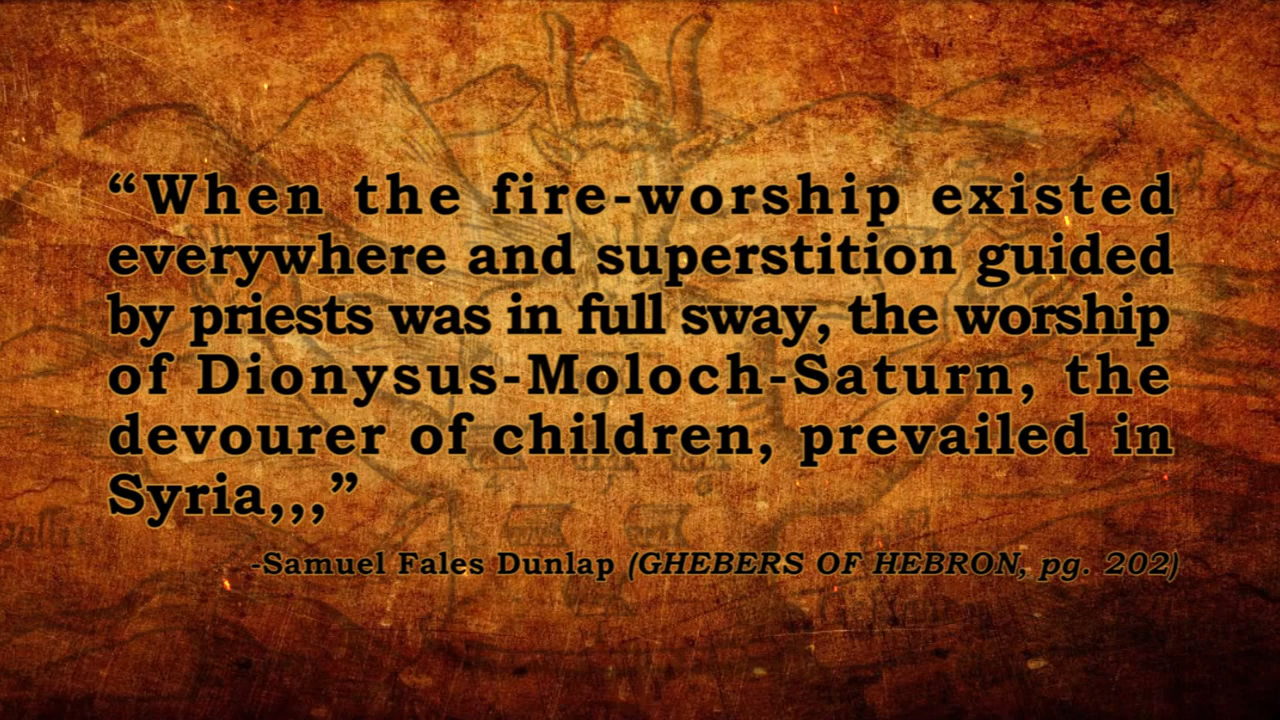 “When the fire-worship existed
everywhere and superstition guided
by priests was in full sway, the worship
of Dionysus-Moloch-Saturn, the
devourer of children, prevailed in
Syria,,,”
-Samuel Fales Dunlap (GHEBERS OF HEBRON, pg. 202)